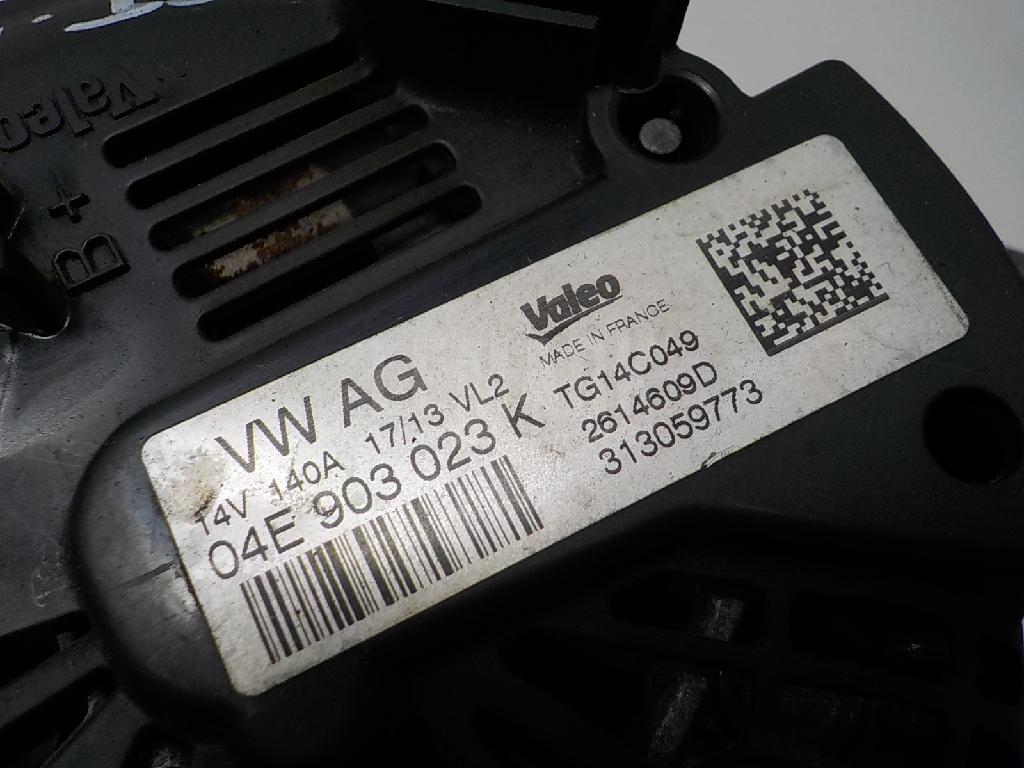 Valeo
B+
Valeo
MADE IN FRANCE
VW AG
14V 140A 17/13 VL2
04E 903 023 K
TG14C049
2614609D
313059773